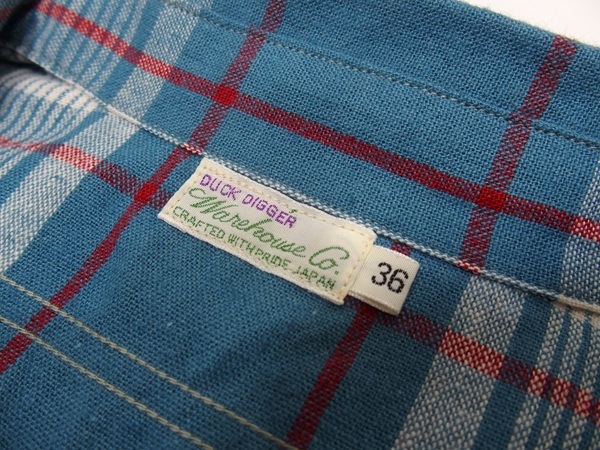 DUCK DIGGER
Warehouse Co.
CRAFTED WITH PRIDE JAPAN
36